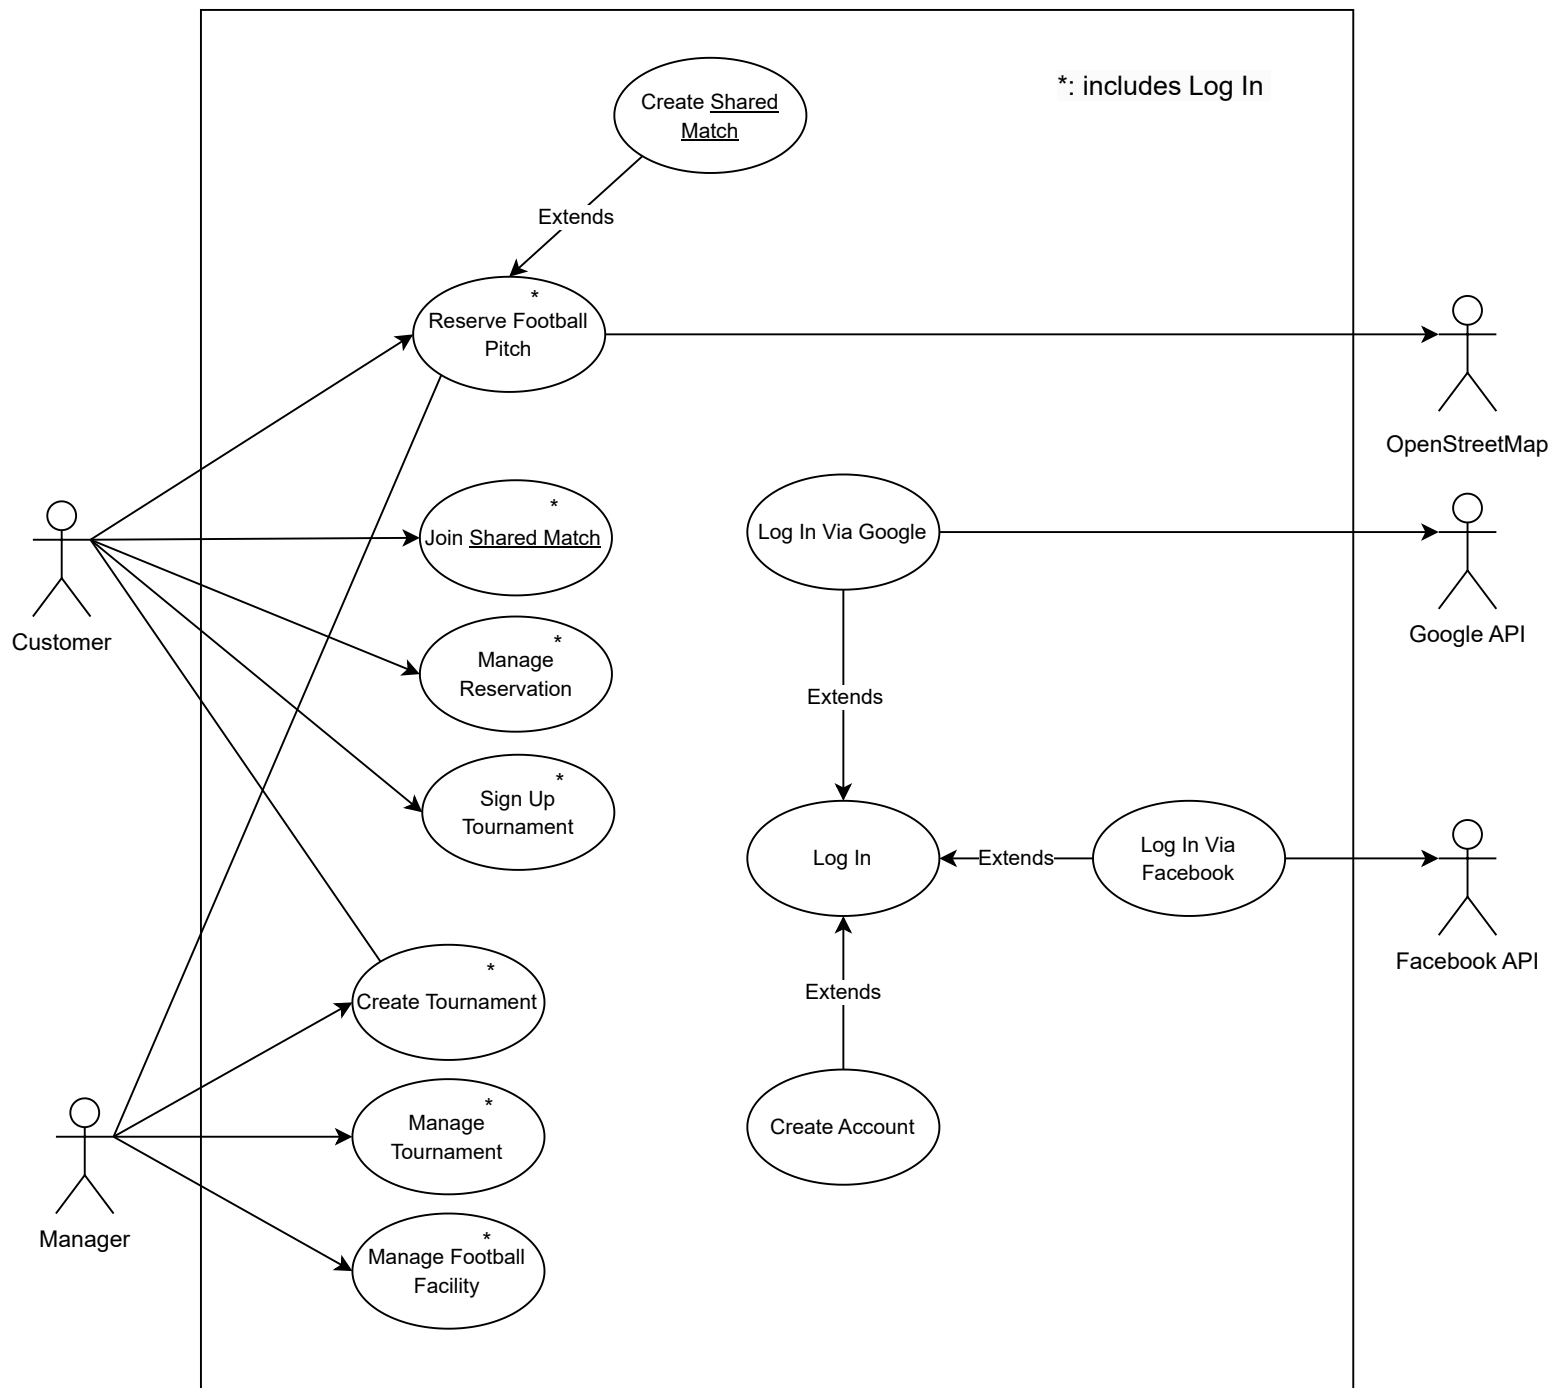 *: includes Log In
Create Shared
Match
Extends
*
Reserve Football
Pitch
OpenStreetMap
*
Join Shared Match
Log In Via Google
Customer
Google API
*
Manage
Reservation
Extends
*
Sign Up
Tournament
Log In
Extends
Log In Via
Facebook
Facebook API
*
Create Tournament
Extends
*
Manage
Tournament
Create Account
Manager
*
Manage Football
Facility